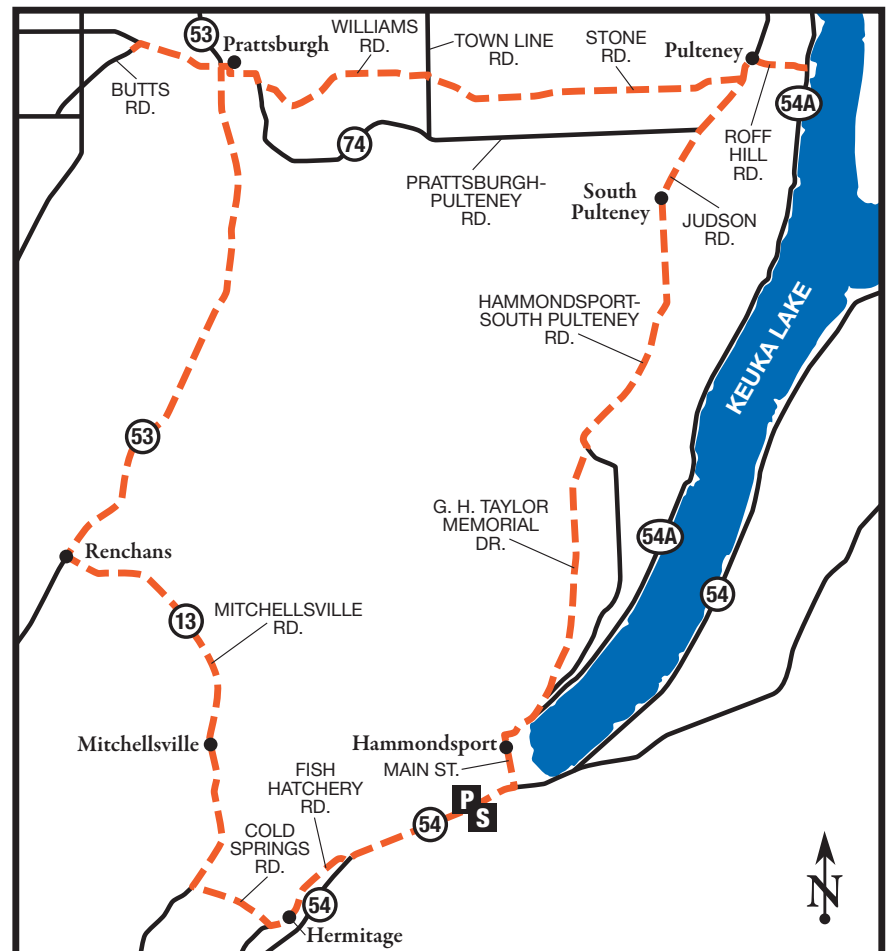 53
Prattsburgh
WILLIAMS
RD.
TOWN LINE
RD.
STONE
RD.
Pulteney
BUTTS
RD.
54A
ROFF
HILL
RD.
74
PRATTSBURGH-
PULTENEY
RD.
South
Pulteney
JUDSON
RD.
HAMMONDSPORT-
SOUTH PULTENEY
RD.
KEUKA LAKE
53
G. H. TAYLOR
MEMORIAL
DR.
54A
Renchans
54
13
MITCHELLSVILLE
RD.
Mitchellsville
Hammondsport
MAIN ST.
FISH
HATCHERY
RD.
P
S
54
COLD
SPRINGS
RD.
54
Hermitage
N